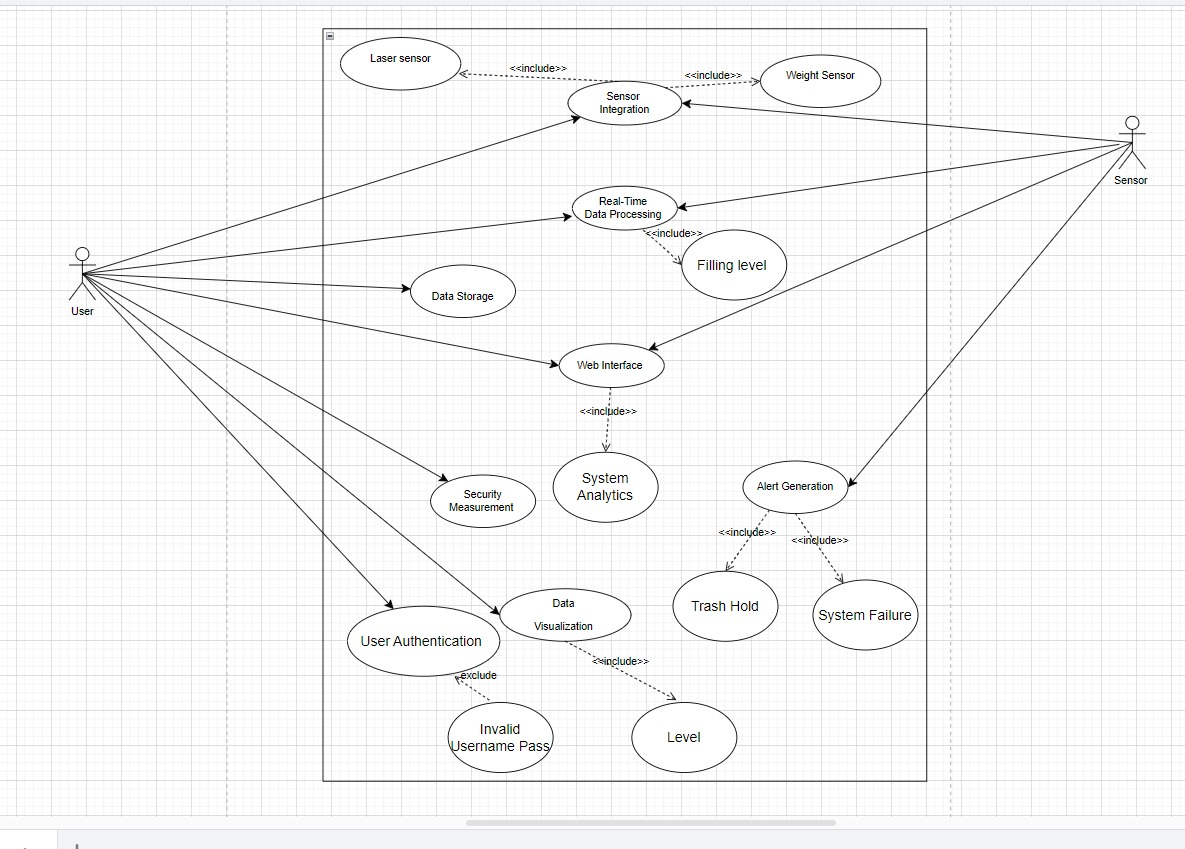 Laser sensor
<<include>>
<<include>>
Weight Sensor
Sensor
Integration
Sensor
Real-Time
Data Processing
<<include>>
Filling level
User
Data Storage
Web Interface
<<include>>
System
Analytics
Security
Measurement
Alert Generation
<<include>>
<<include>>
Trash Hold
System Failure
Data
Visualization
User Authentication
<<include>>
exclude
Invalid
Username Pass
Level